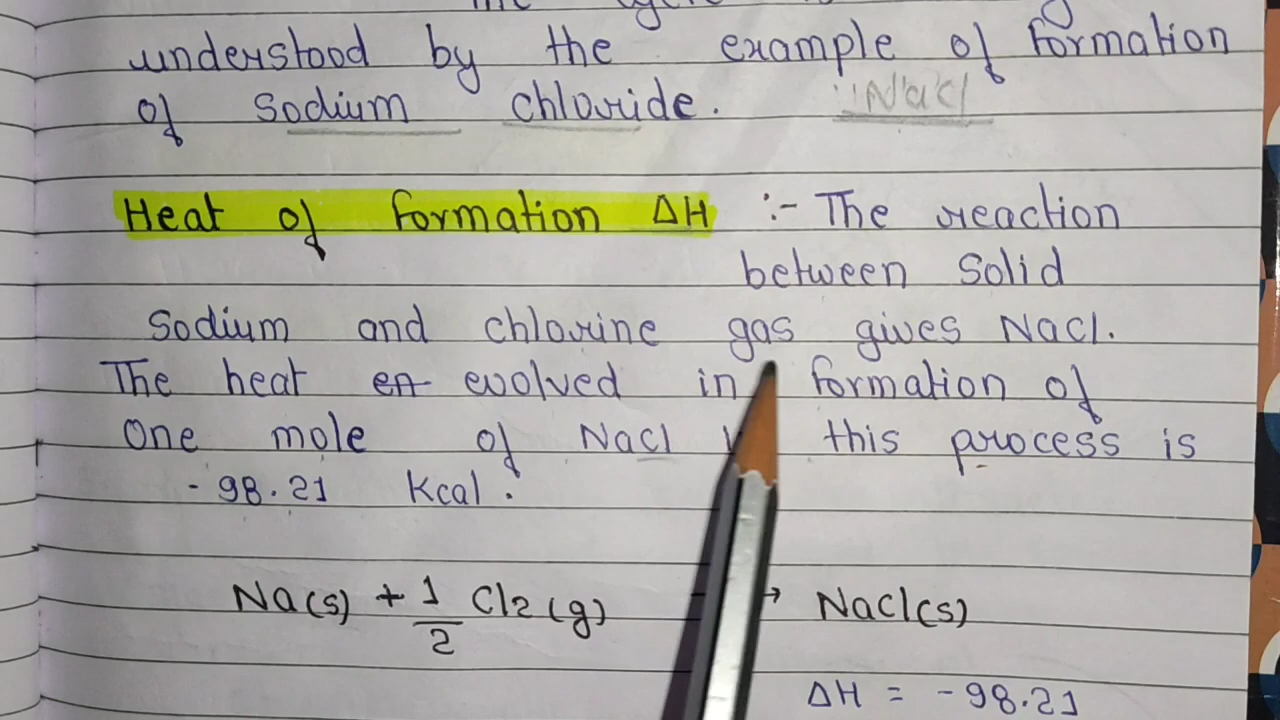 understood by the example of formation
of sodium chloride. NaCl
Heat of formation ΔH :- The reaction
between solid
sodium and chlorine gas gives NaCl.
The heat evolved in formation of
One mole of NaCl this process is
- 98.21 Kcal.
Na(s) + 1/2 Cl2 (g) → NaCl(s)
ΔH = -98.21